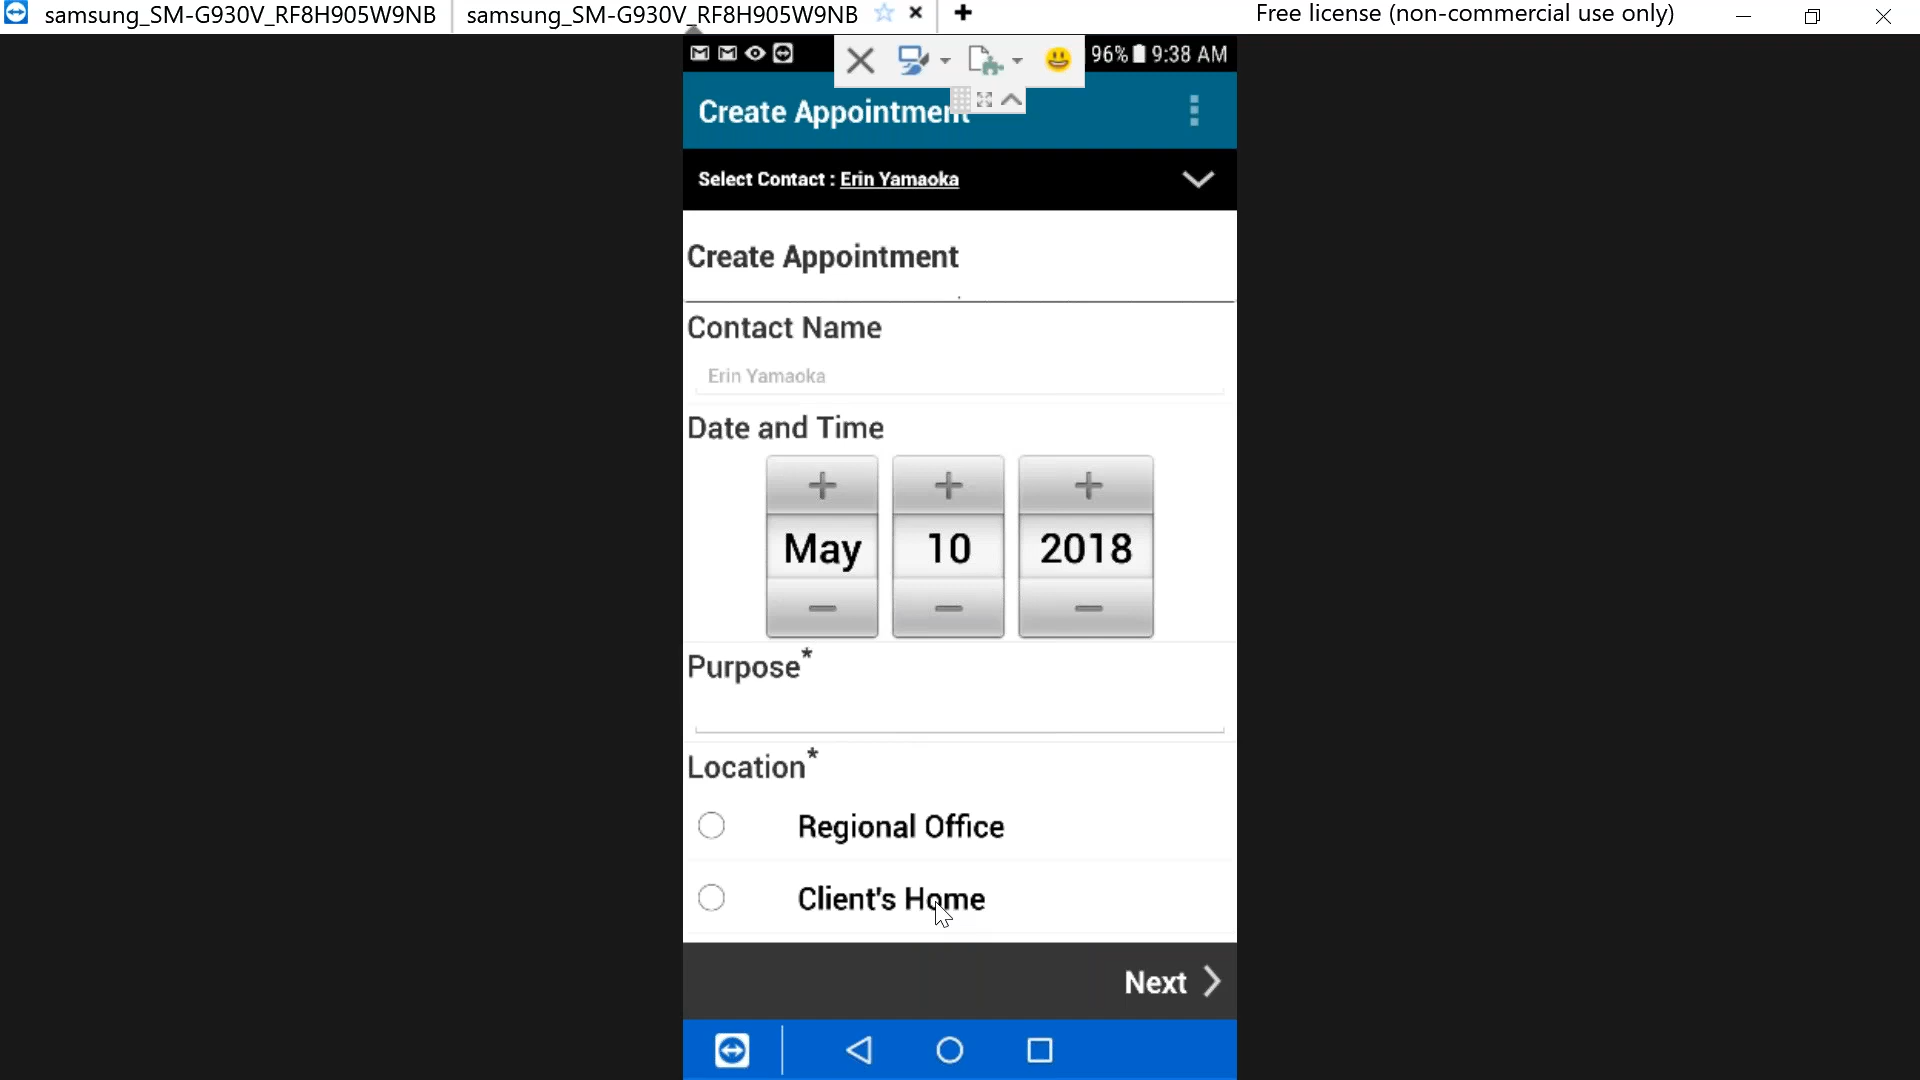 samsung_SM-G930V_RF8H905W9NB samsung_SM-G930V_RF8H905W9NB Free license (non-commercial use only)
96% 9:38 AM
Create Appointment
Select Contact : Erin Yamaoka
Create Appointment
Contact Name
Erin Yamaoka
Date and Time
+ + +
May 10 2018
− − −
Purpose*
Location*
Regional Office
Client's Home
Next